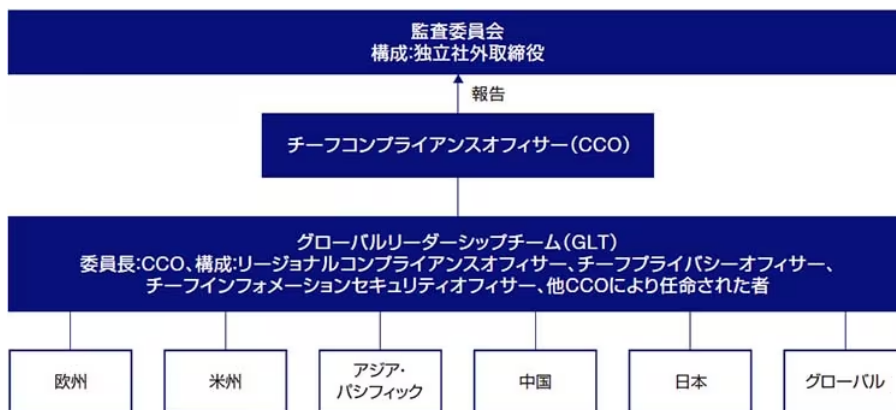 監査委員会
構成:独立社外取締役
報告
チーフコンプライアンスオフィサー(CCO)
グローバルリーダーシップチーム(GLT)
委員長:CCO、構成:リージョナルコンプライアンスオフィサー、チーフプライバシーオフィサー、
チーフインフォメーションセキュリティオフィサー、他CCOにより任命された者
欧州
米州
アジア・
パシフィック
中国
日本
グローバル